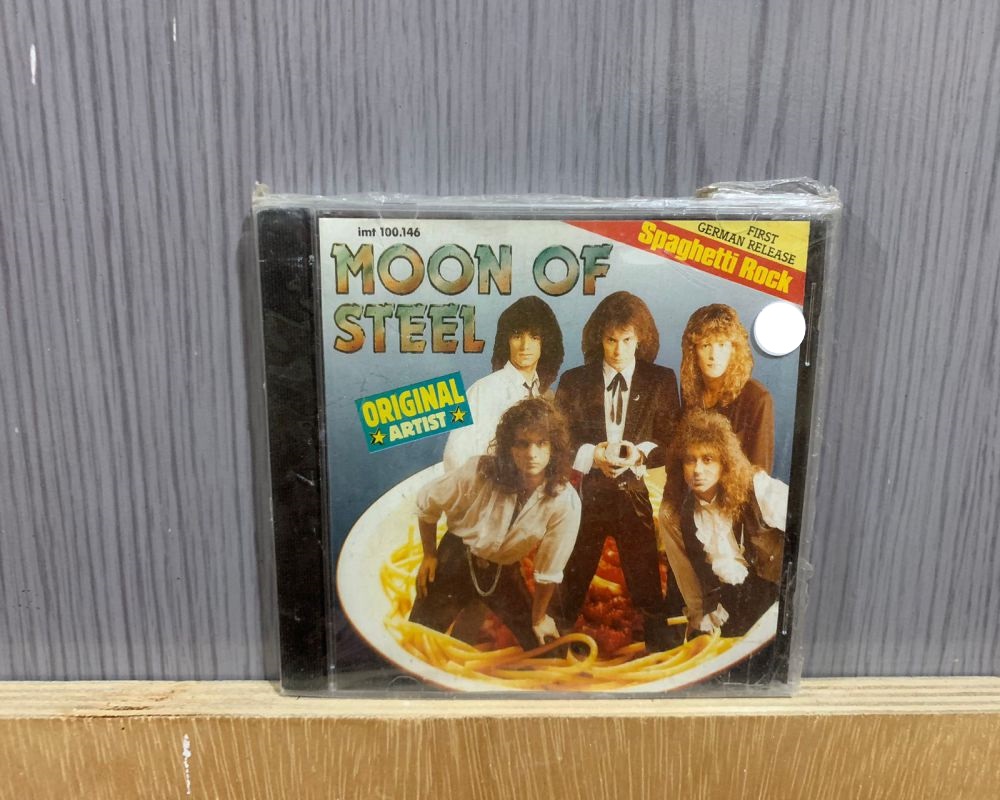 imt 100.146
MOON OF
STEEL
FIRST
GERMAN RELEASE
Spaghetti Rock
ORIGINAL
ARTIST